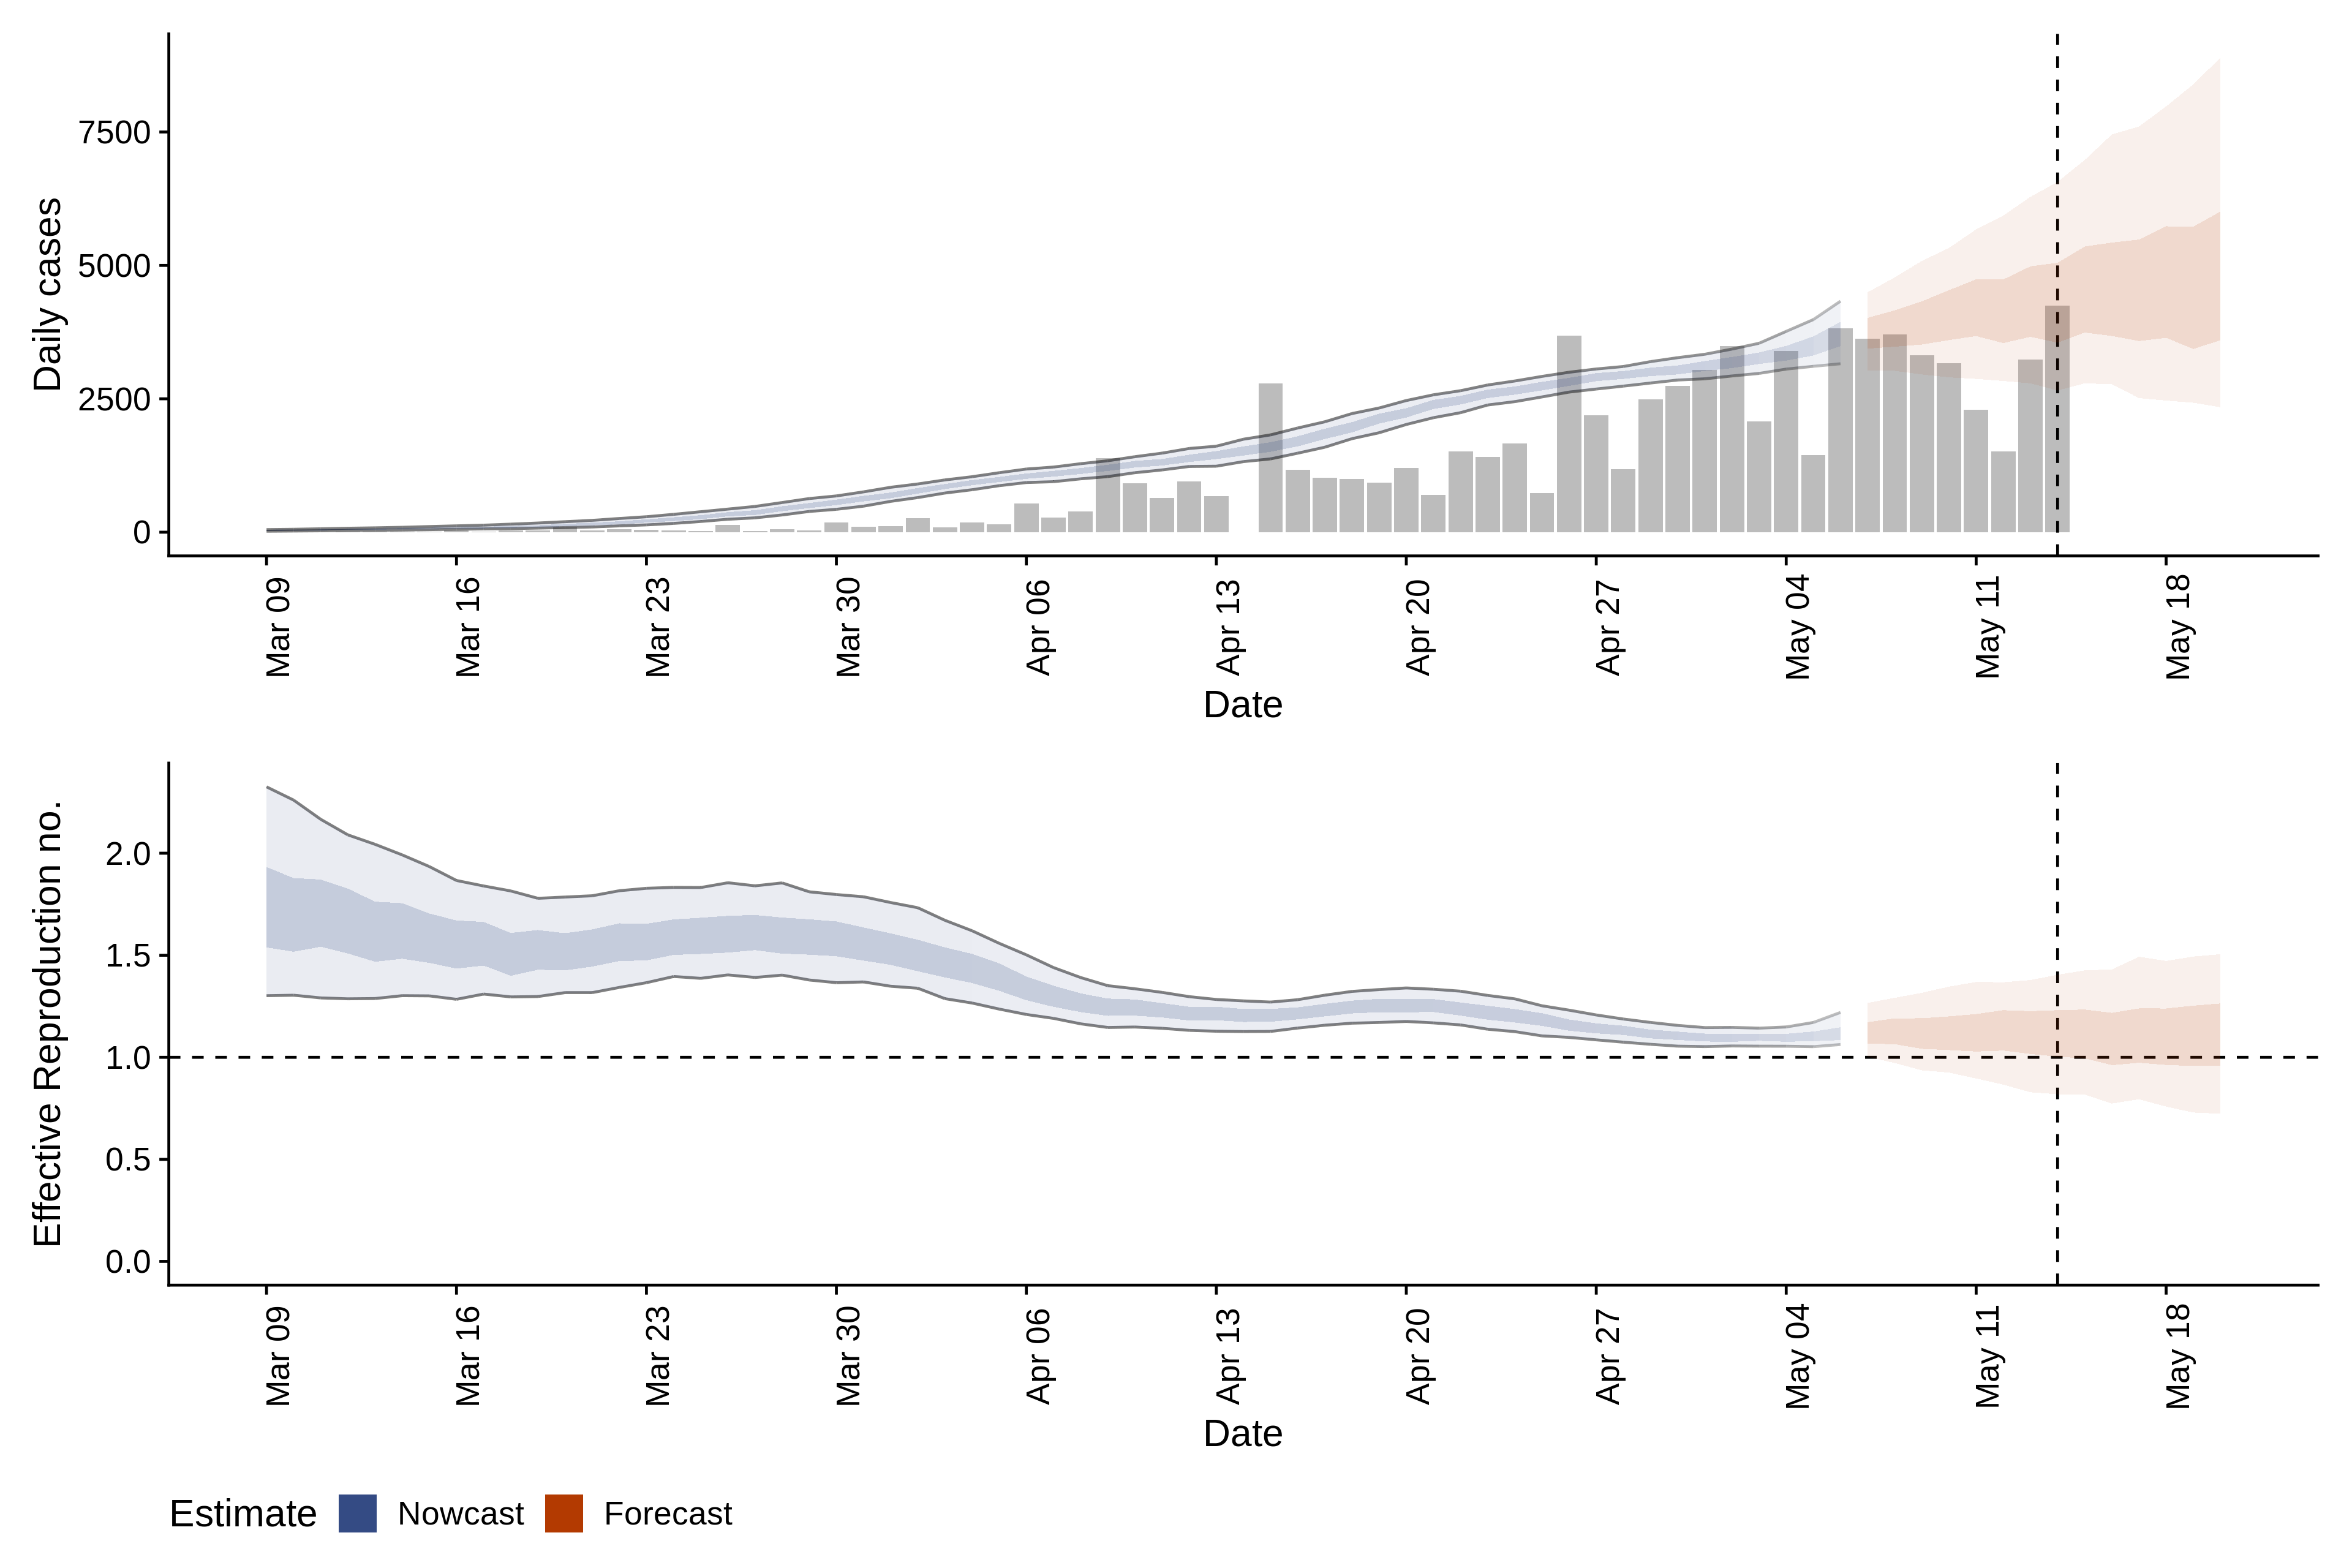 Daily cases
7500
5000
2500
0
Mar 09
Mar 16
Mar 23
Mar 30
Apr 06
Apr 13
Apr 20
Apr 27
May 04
May 11
May 18
Date
Effective Reproduction no.
2.0
1.5
1.0
0.5
0.0
Mar 09
Mar 16
Mar 23
Mar 30
Apr 06
Apr 13
Apr 20
Apr 27
May 04
May 11
May 18
Date
Estimate Nowcast Forecast